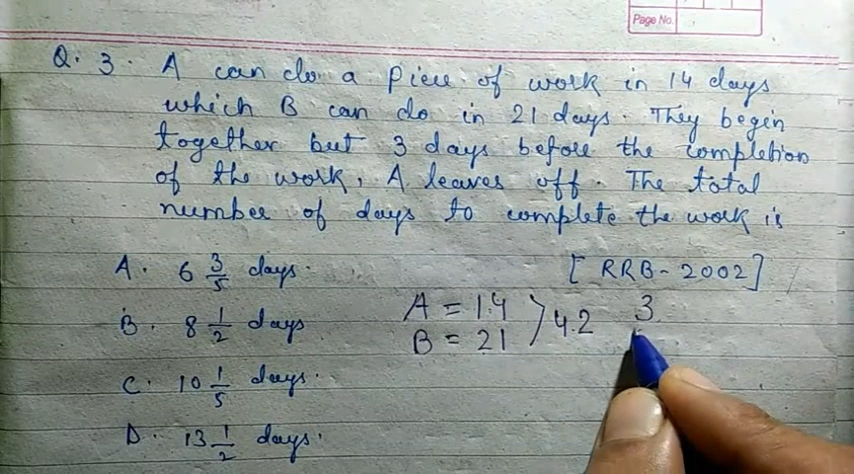 Page No.
Q. 3. A can do a piece of work in 14 days
which B can do in 21 days. They begin
together but 3 days before the completion
of the work, A leaves off. The total
number of days to complete the work is
[RRB-2002]
A. 6 3/5 days.
B. 8 1/2 days
C. 10 1/5 days.
D. 13 1/2 days.
A = 14
B = 21
42
3